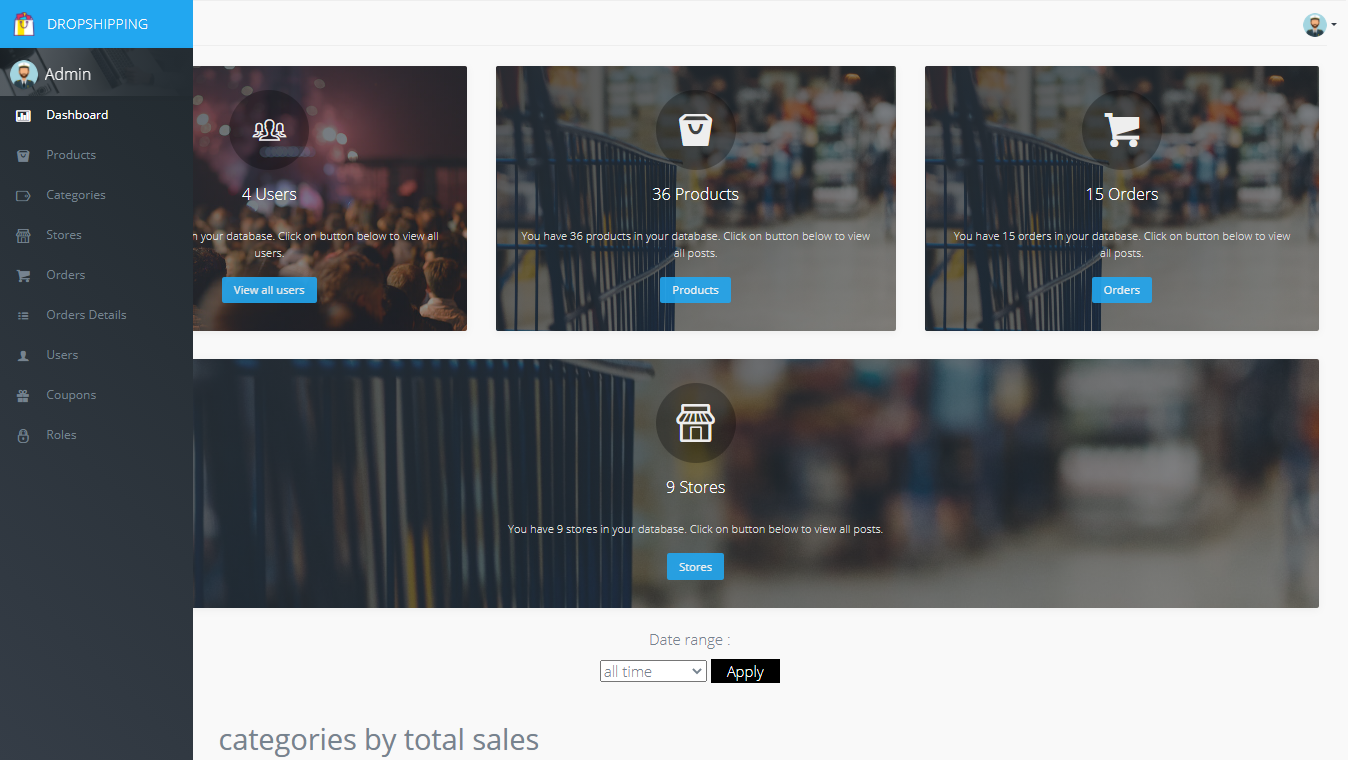 DROPSHIPPING
Admin
Dashboard
Products
Categories
Stores
Orders
Orders Details
Users
Coupons
Roles
4 Users
in your database. Click on button below to view all
users.
View all users
36 Products
You have 36 products in your database. Click on button below to view
all posts.
Products
15 Orders
You have 15 orders in your database. Click on button below to view
all posts.
Orders
9 Stores
You have 9 stores in your database. Click on button below to view all posts.
Stores
Date range :
all time
Apply
categories by total sales